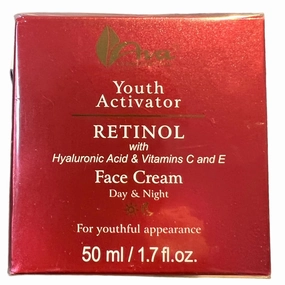 Youth
Activator
RETINOL
with
Hyaluronic Acid & Vitamins C and E
Face Cream
Day & Night
For youthful appearance
50 ml / 1.7 fl.oz.